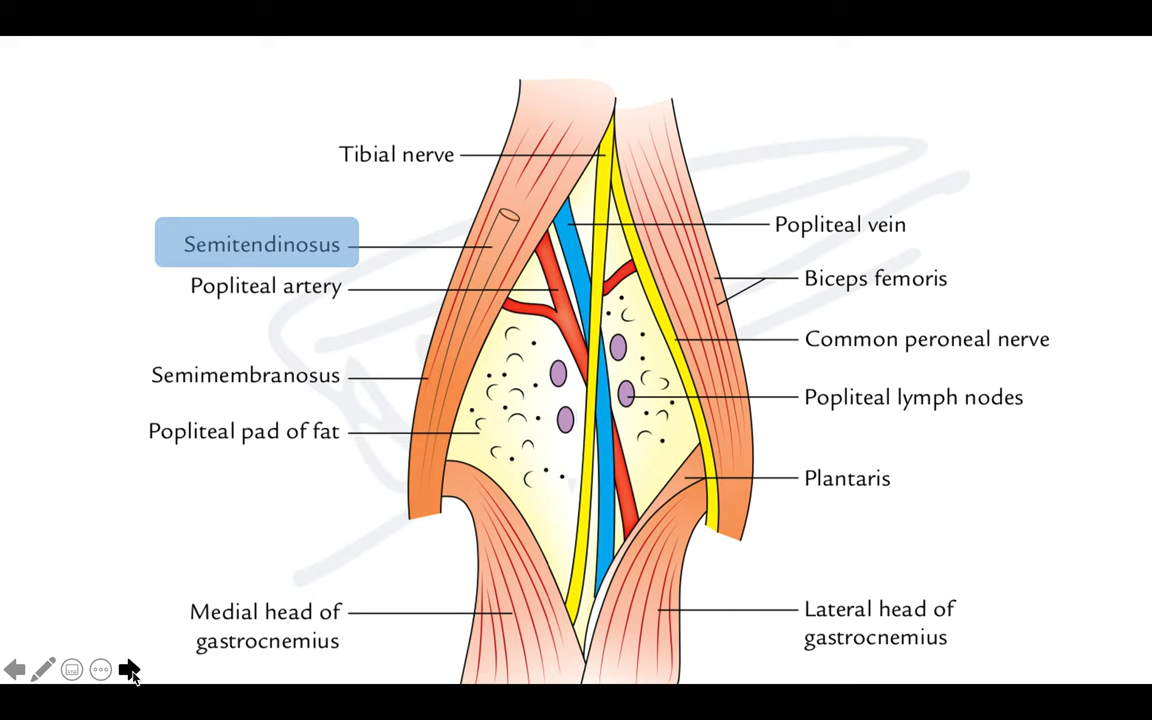 Tibial nerve
Semitendinosus
Popliteal artery
Semimembranosus
Popliteal pad of fat
Medial head of
gastrocnemius
Popliteal vein
Biceps femoris
Common peroneal nerve
Popliteal lymph nodes
Plantaris
Lateral head of
gastrocnemius